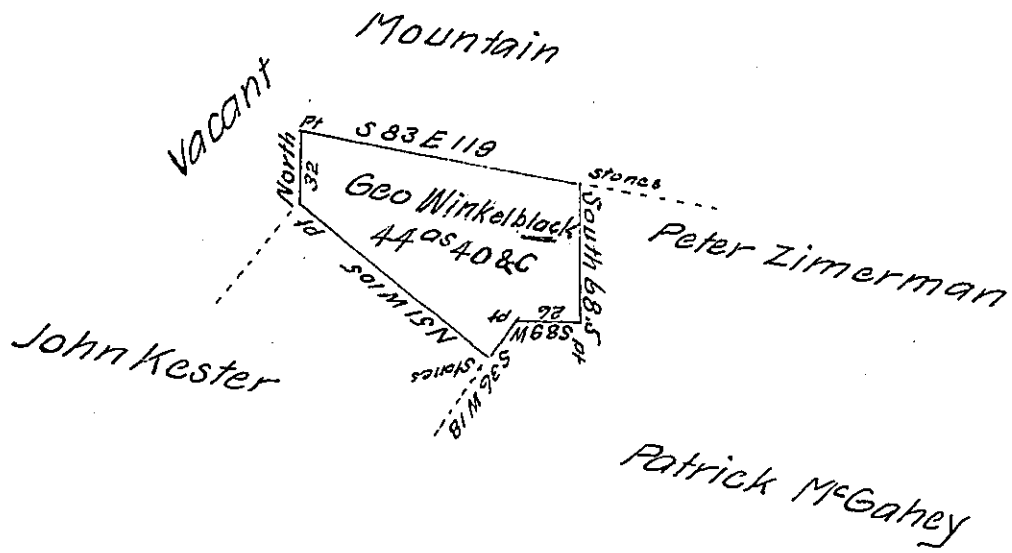 Mountain
Vacant
pt
S 83 E 119
stones
North
32
Geo Winkelblack
44 as 40 &C
South 68.5
Peter Zimerman
pt
N51W105
pt
26
S89W
pt
stones
S36W18
John Kester
Patrick McGahey